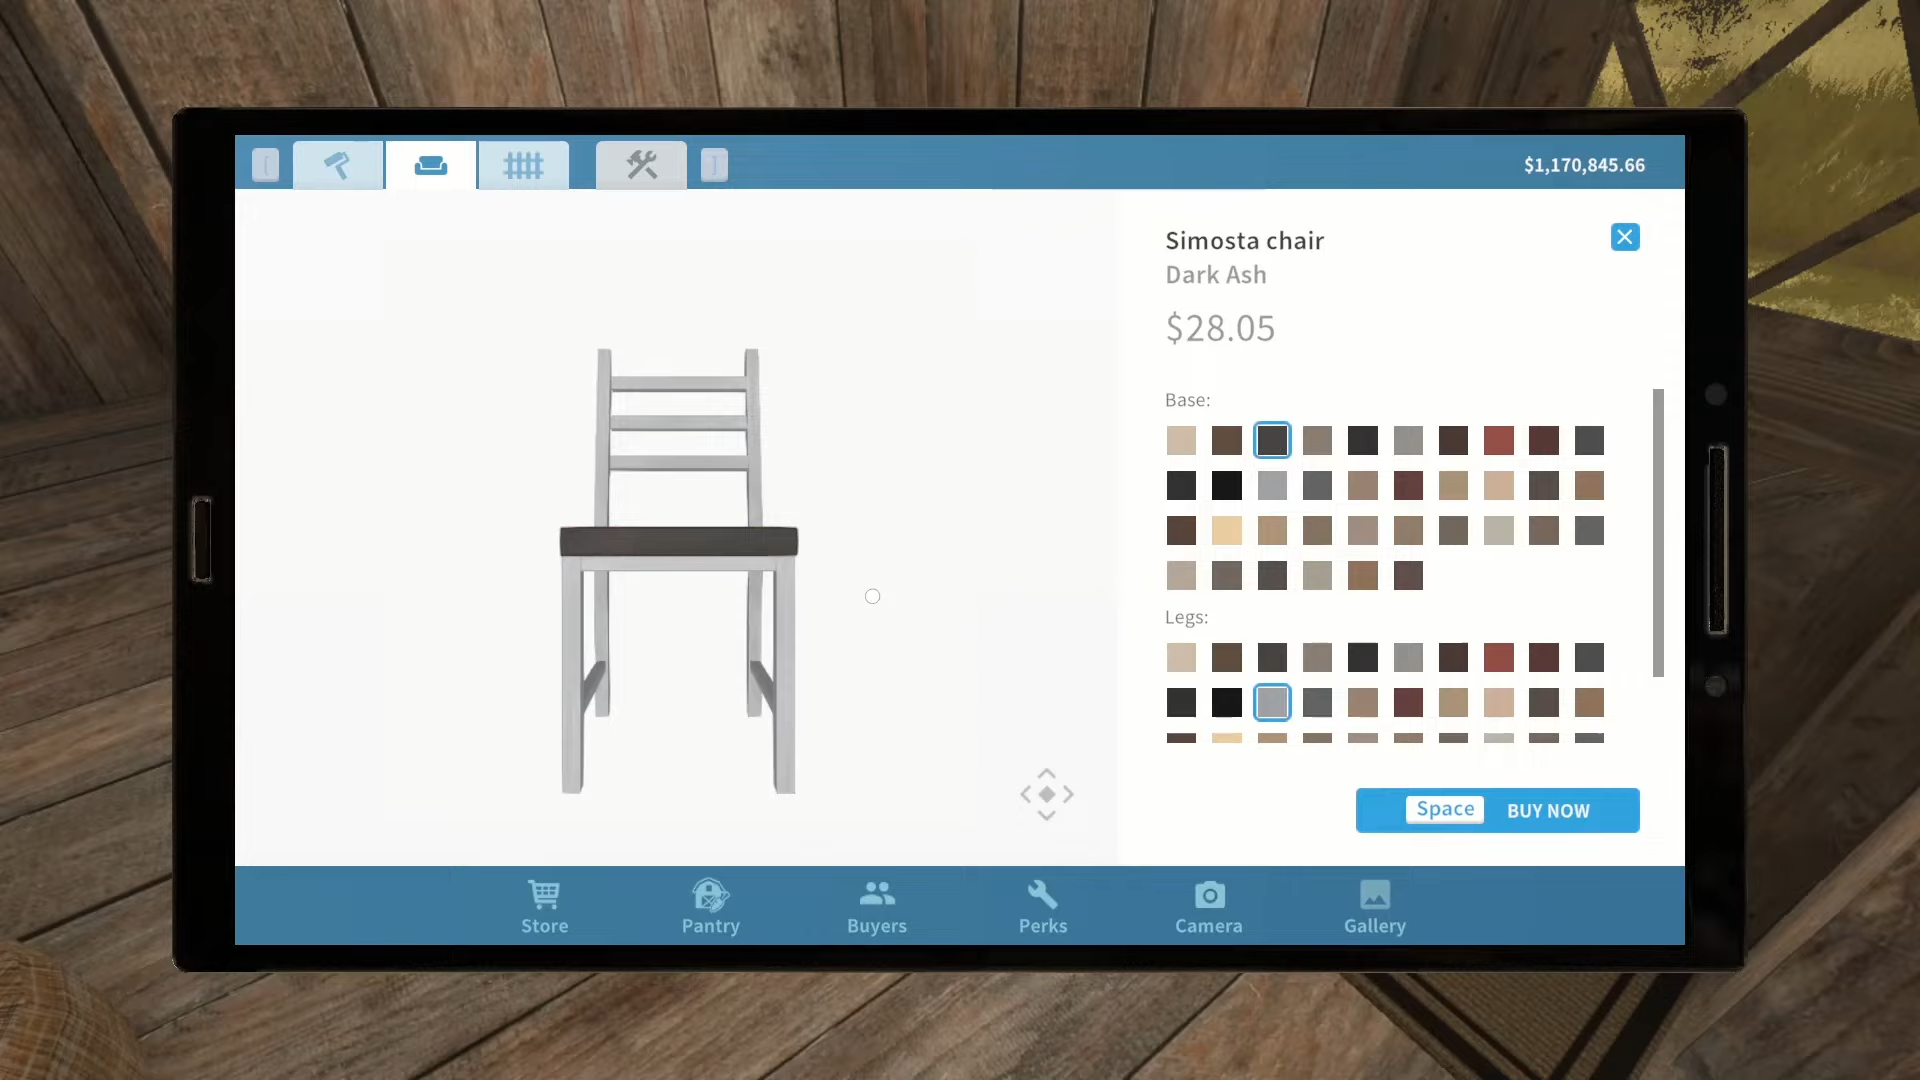 [
]
$1,170,845.66
Simosta chair
Dark Ash
$28.05
Base:
Legs:
Space BUY NOW
Store
Pantry
Buyers
Perks
Camera
Gallery